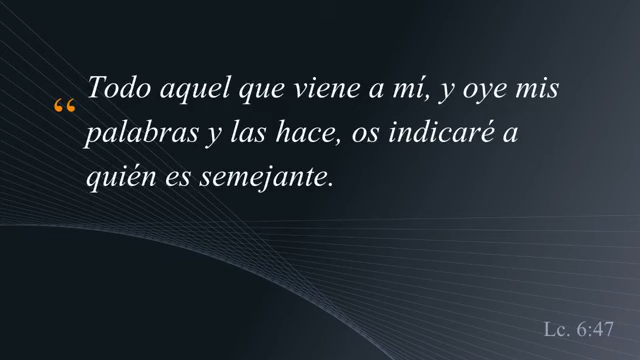 “ Todo aquel que viene a mí, y oye mis
palabras y las hace, os indicaré a
quién es semejante.
Lc. 6:47